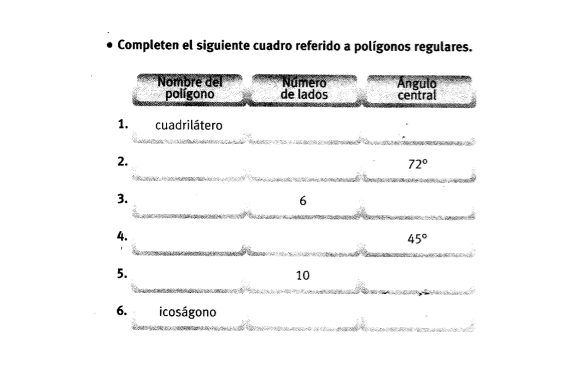 • Completen el siguiente cuadro referido a polígonos regulares.
Nombre del polígono Número de lados Ángulo central
1. cuadrilátero
2. 72°
3. 6
4. 45°
5. 10
6. icoságono